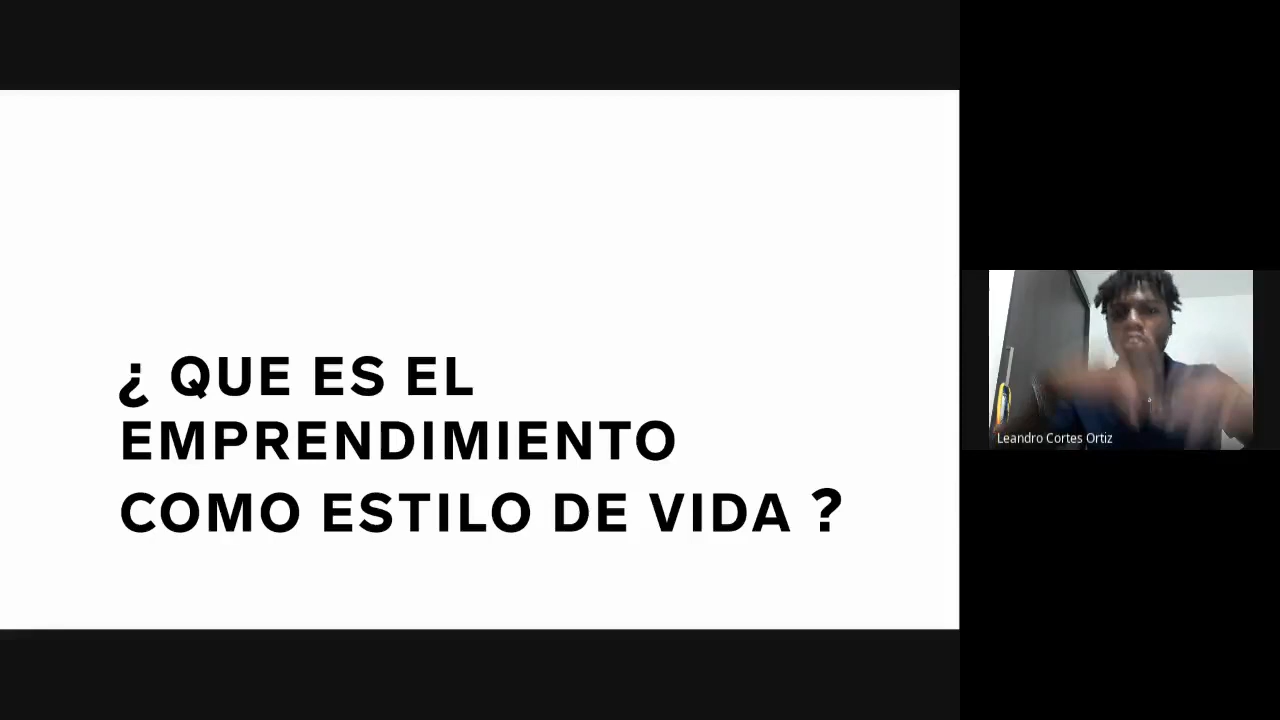 ¿ QUE ES EL
EMPRENDIMIENTO
COMO ESTILO DE VIDA ?
Leandro Cortes Ortiz